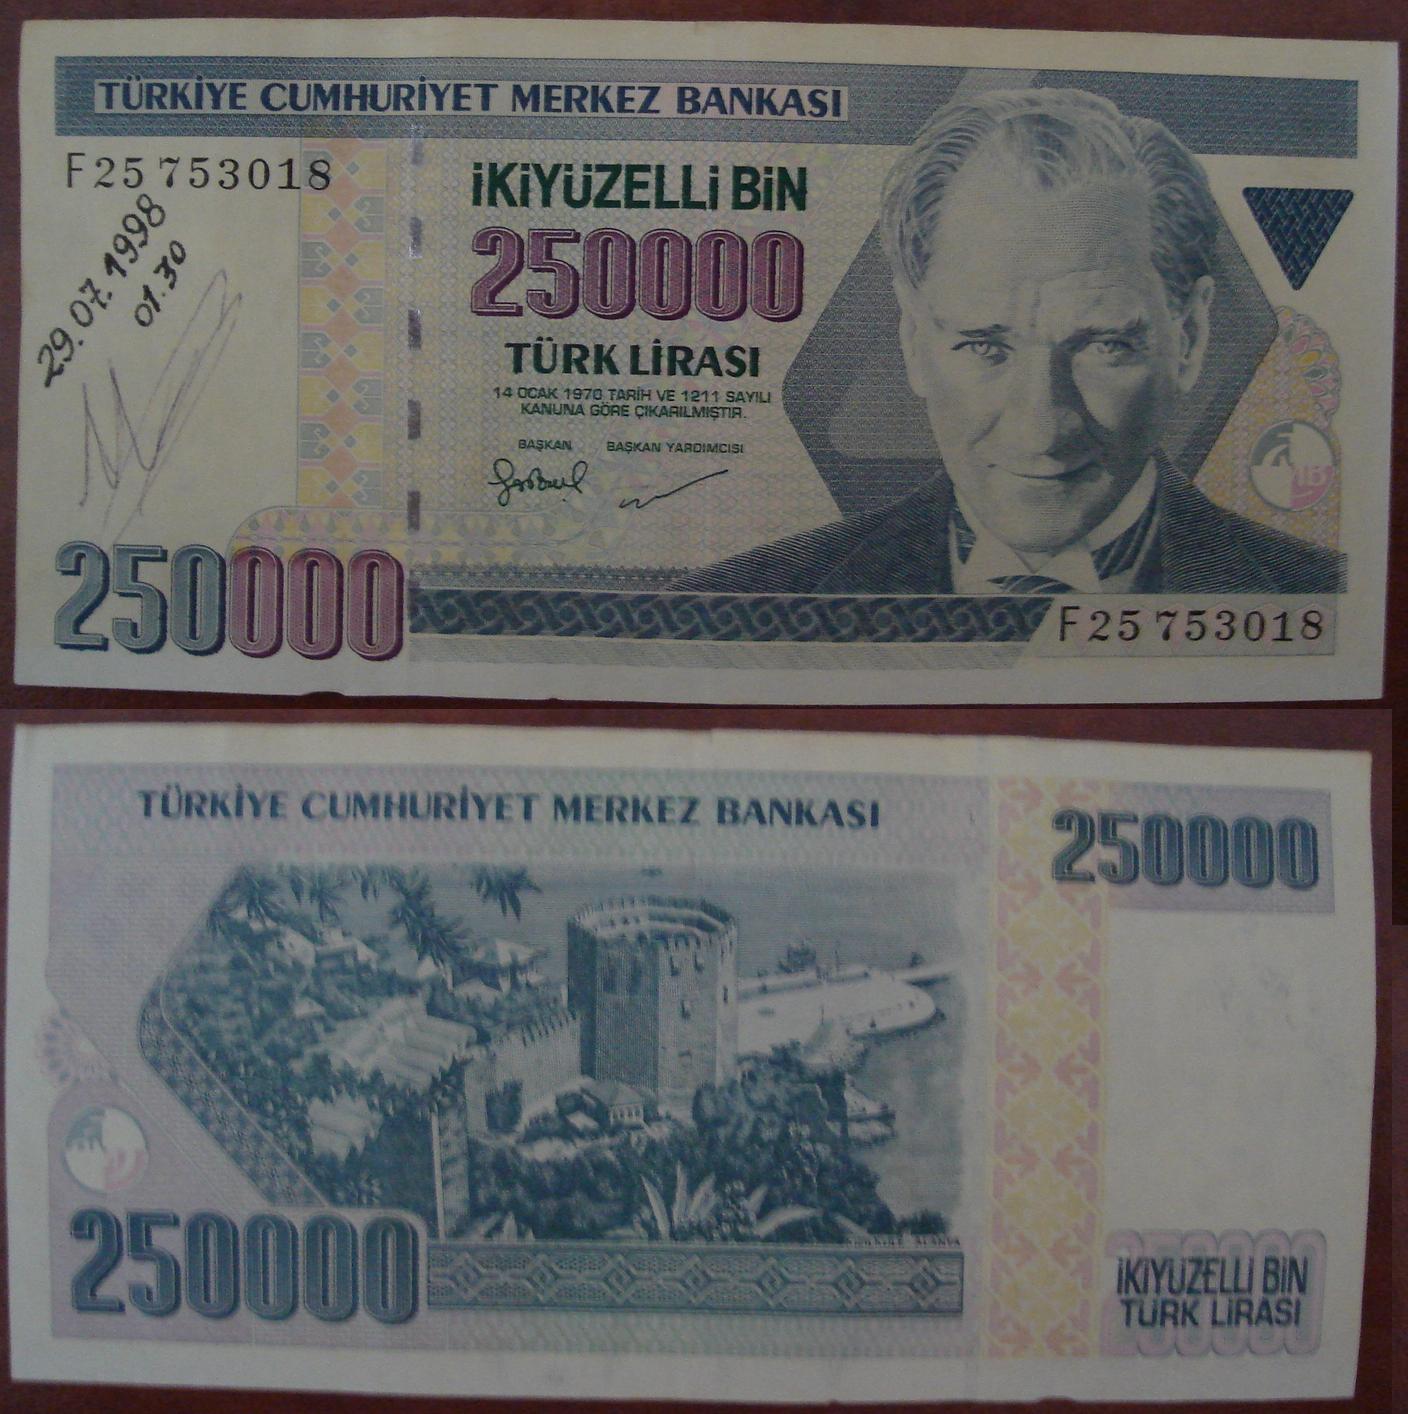 TÜRKİYE CUMHURİYET MERKEZ BANKASI
F25 753018
29.07.1998
01.30
İKİYÜZELLİ BİN
250000
TÜRK LİRASI
14 OCAK 1970 TARİH VE 1211 SAYILI
KANUNA GÖRE ÇIKARILMIŞTIR.
BAŞKAN BAŞKAN YARDIMCISI
250000
F25 753018
TÜRKİYE CUMHURİYET MERKEZ BANKASI
250000
250000
İKİYÜZELLİ BİN
TÜRK LİRASI
250000